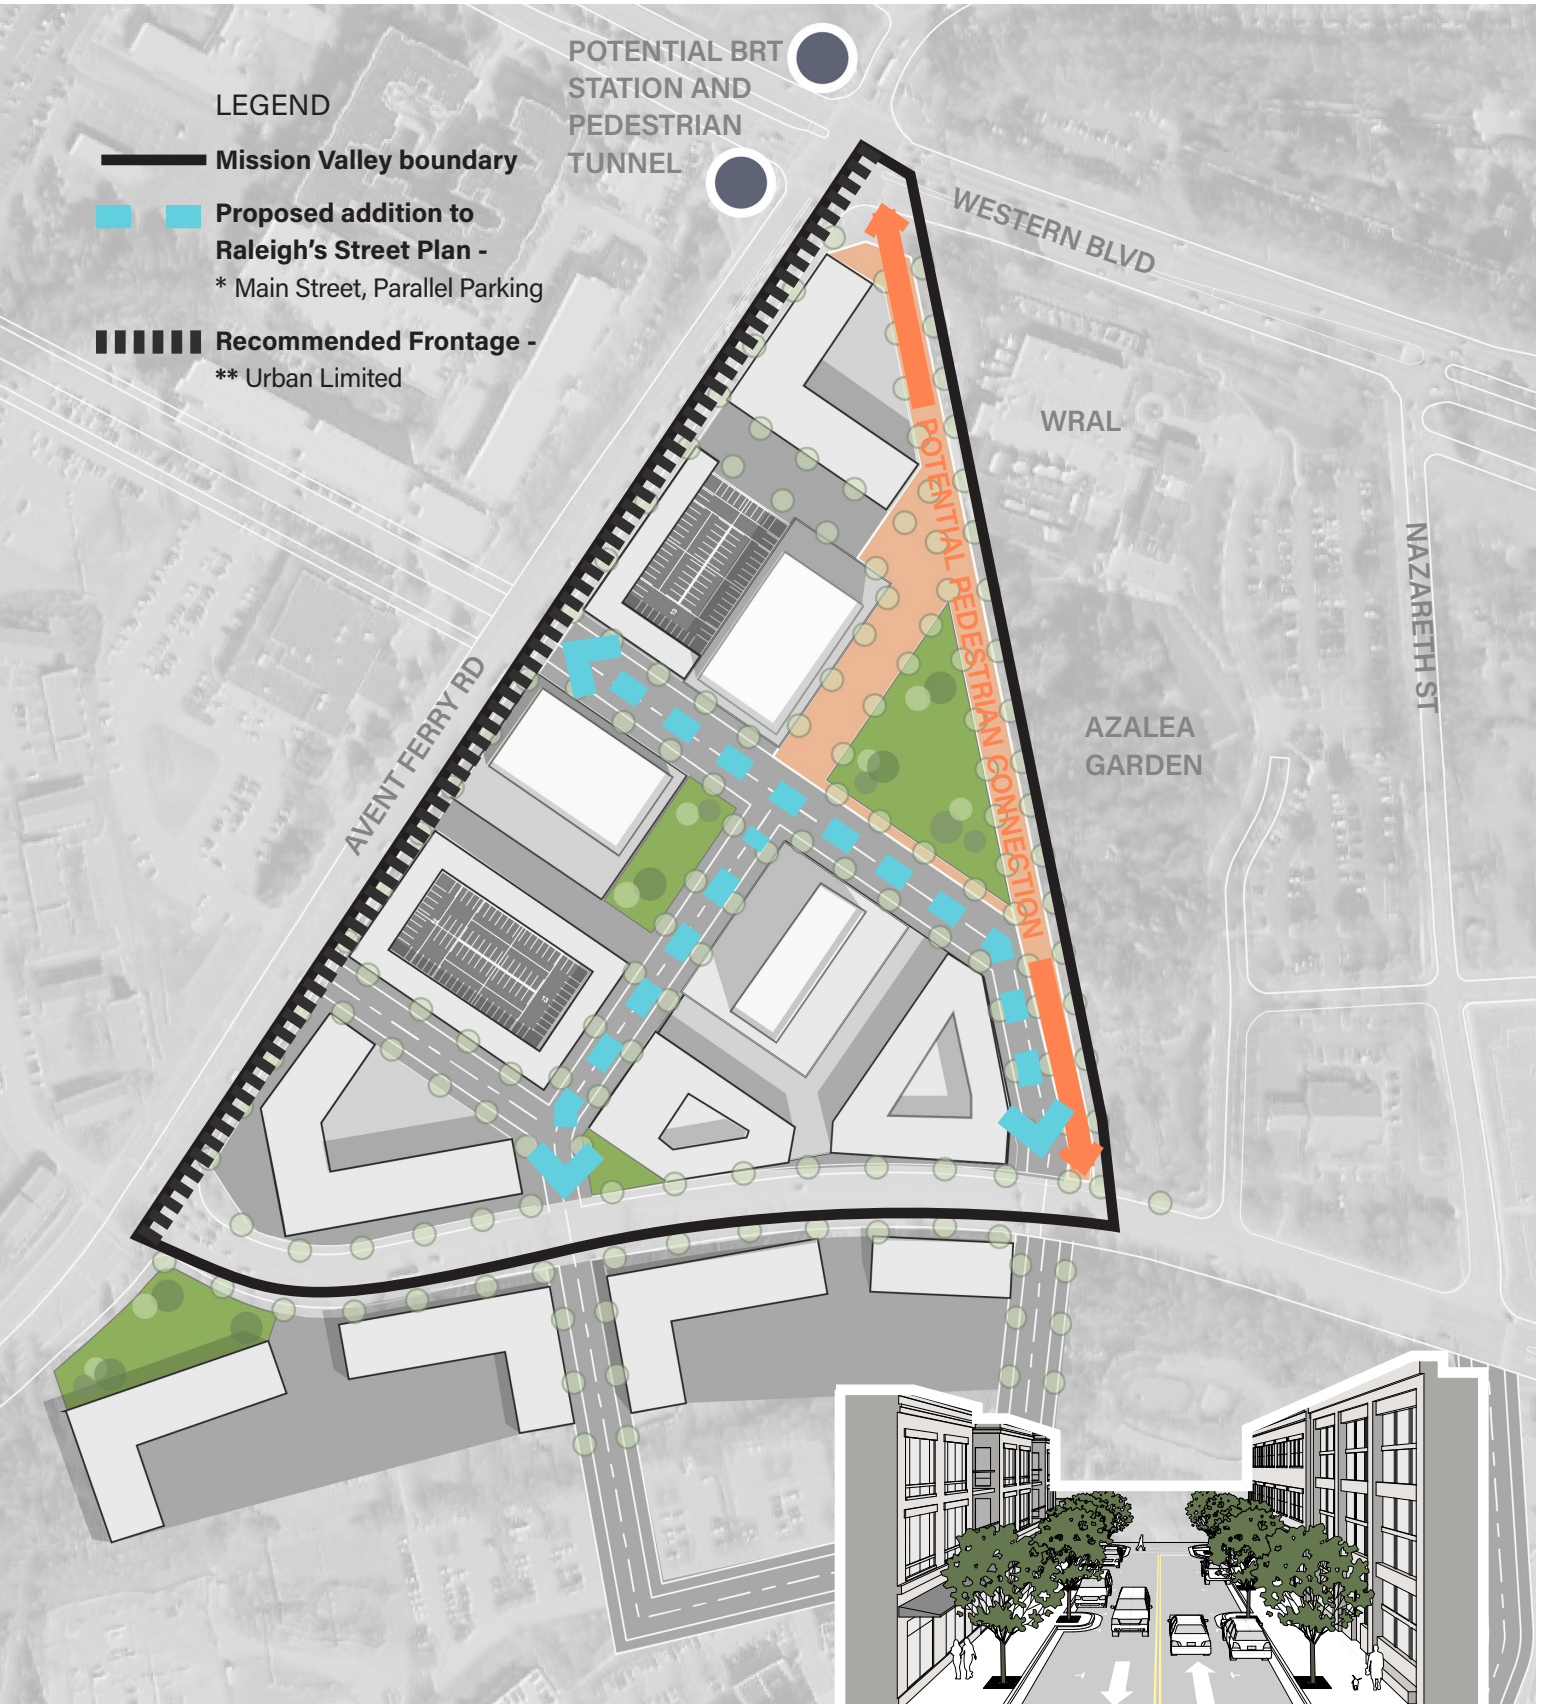 POTENTIAL BRT
STATION AND
PEDESTRIAN
TUNNEL
LEGEND
Mission Valley boundary
Proposed addition to
Raleigh's Street Plan -
* Main Street, Parallel Parking
Recommended Frontage -
** Urban Limited
WESTERN BLVD
WRAL
POTENTIAL PEDESTRIAN CONNECTION
NAZARETH ST
AVENT FERRY RD
AZALEA
GARDEN